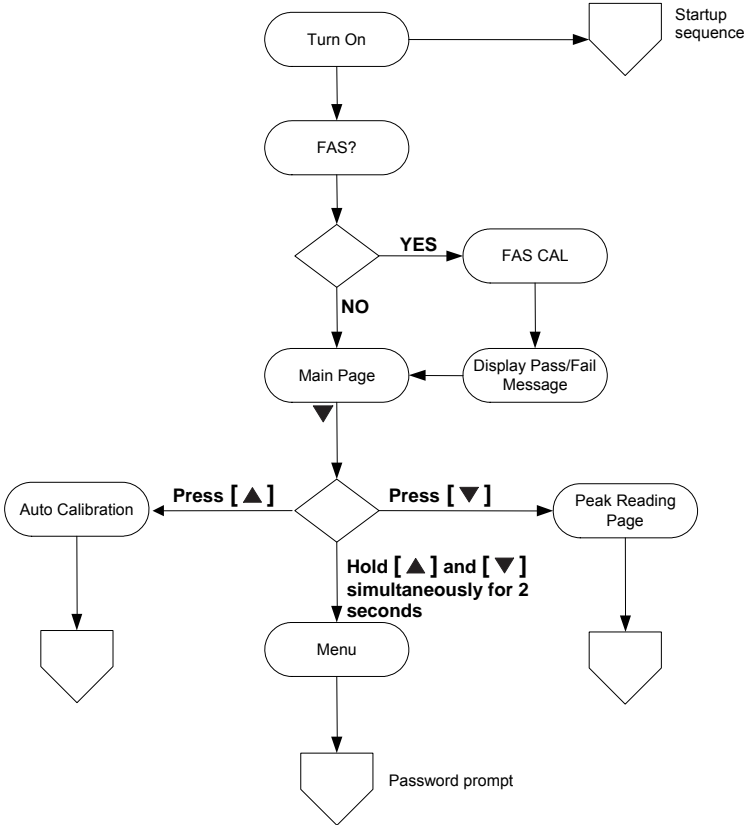 Turn On
Startup
sequence
FAS?
YES
FAS CAL
NO
Main Page
Display Pass/Fail
Message
▼
Auto Calibration
Press [ ▲ ]
Press [ ▼ ]
Peak Reading
Page
Hold [ ▲ ] and [ ▼ ]
simultaneously for 2
seconds
Menu
Password prompt